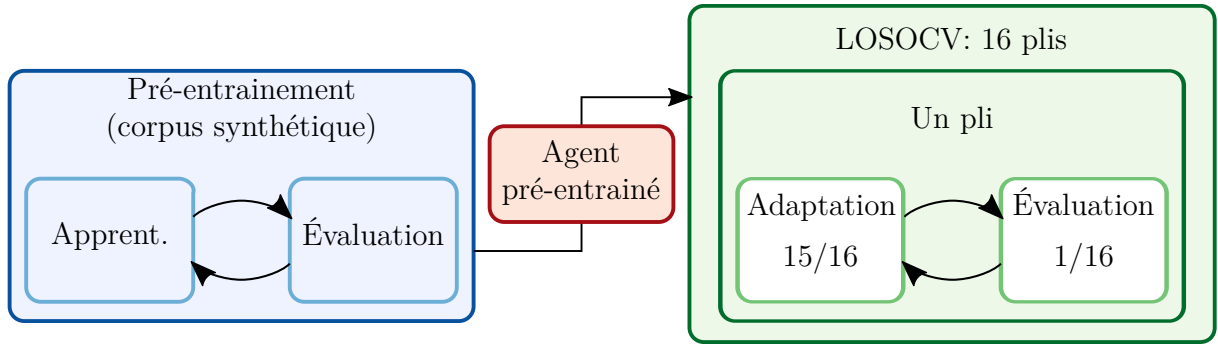 Pré-entrainement
(corpus synthétique)
Apprent.
Évaluation
Agent
pré-entrainé
LOSOCV: 16 plis
Un pli
Adaptation
15/16
Évaluation
1/16